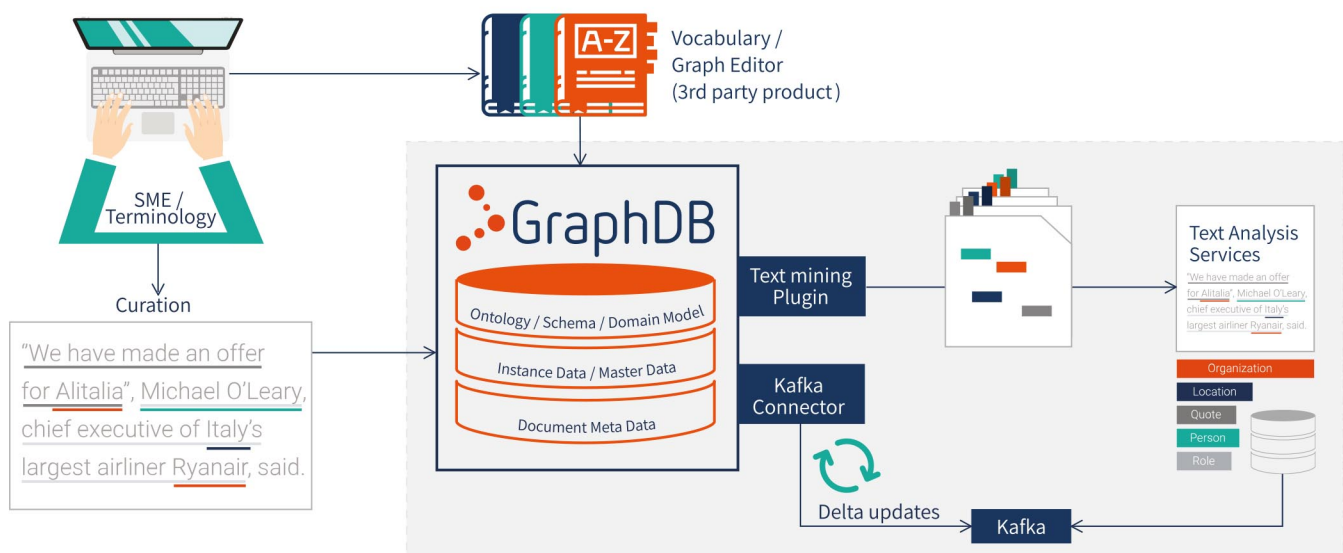 A-Z
Vocabulary /
Graph Editor
(3rd party product)
SME /
Terminology
Curation
"We have made an offer
for Alitalia", Michael O'Leary,
chief executive of Italy's
largest airliner Ryanair, said.
GraphDB
Ontology / Schema / Domain Model
Instance Data / Master Data
Document Meta Data
Text mining
Plugin
Kafka
Connector
Delta updates
Kafka
Text Analysis
Services
"We have made an offer
for Alitalia", Michael O'Leary,
chief executive of Italy's
largest airliner Ryanair, said.
Organization
Location
Quote
Person
Role